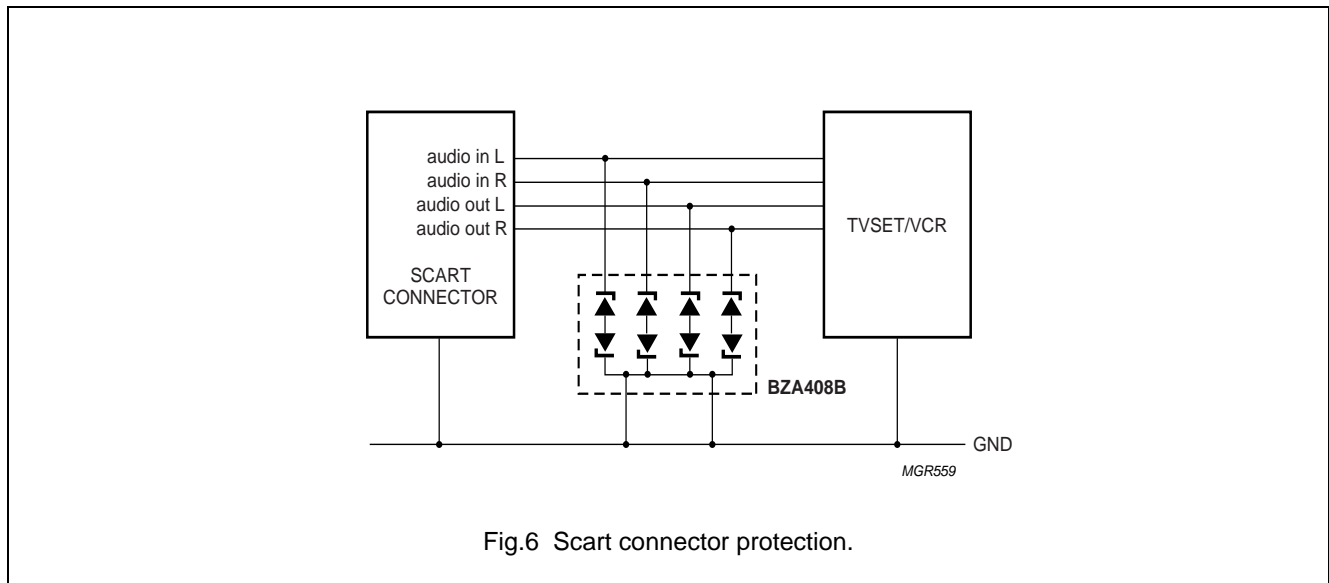 audio in L
audio in R
audio out L
audio out R
SCART
CONNECTOR
TVSET/VCR
BZA408B
GND
MGR559
Fig.6 Scart connector protection.